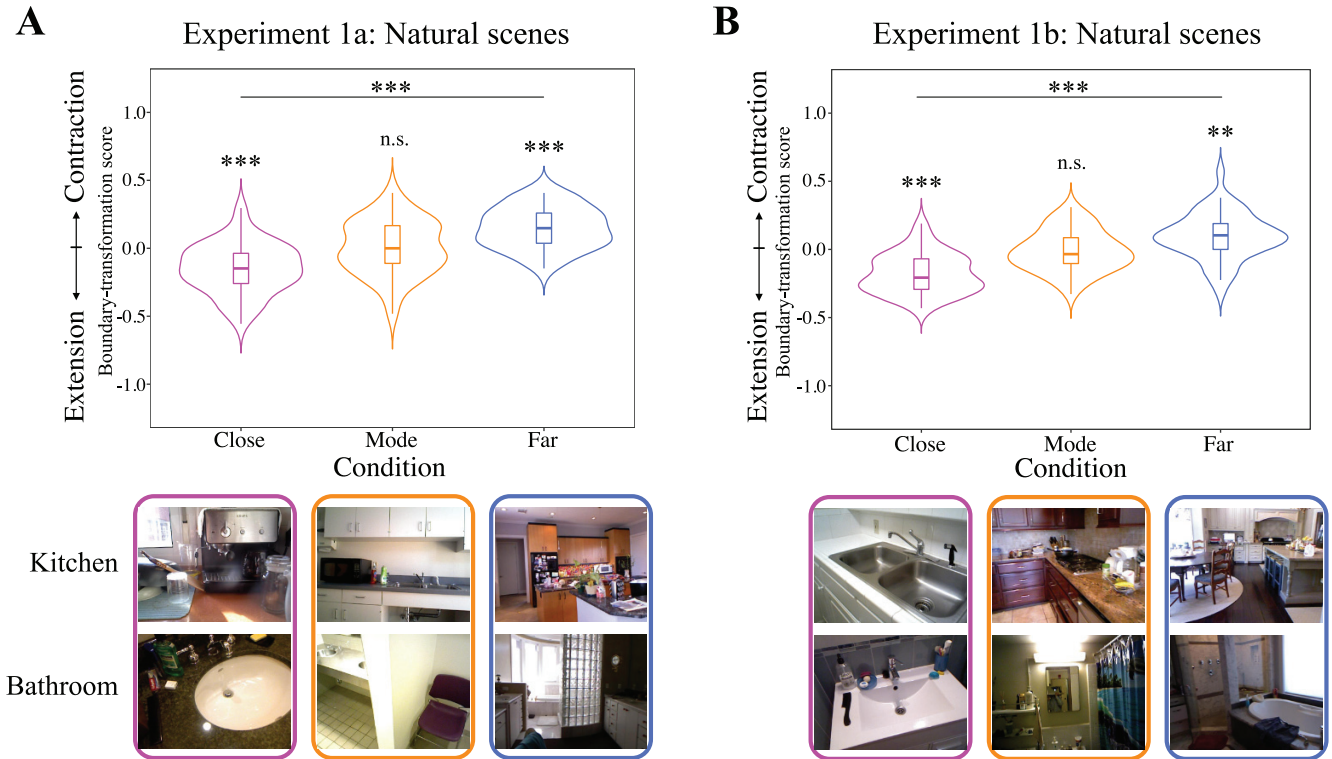 A
Experiment 1a: Natural scenes
Extension
Contraction
Boundary-transformation score
1.0
0.5
0.0
-0.5
-1.0
***
***
n.s.
***
Close
Mode
Far
Condition
Kitchen
Bathroom
B
Experiment 1b: Natural scenes
Extension
Contraction
Boundary-transformation score
1.0
0.5
0.0
-0.5
-1.0
***
***
n.s.
**
Close
Mode
Far
Condition